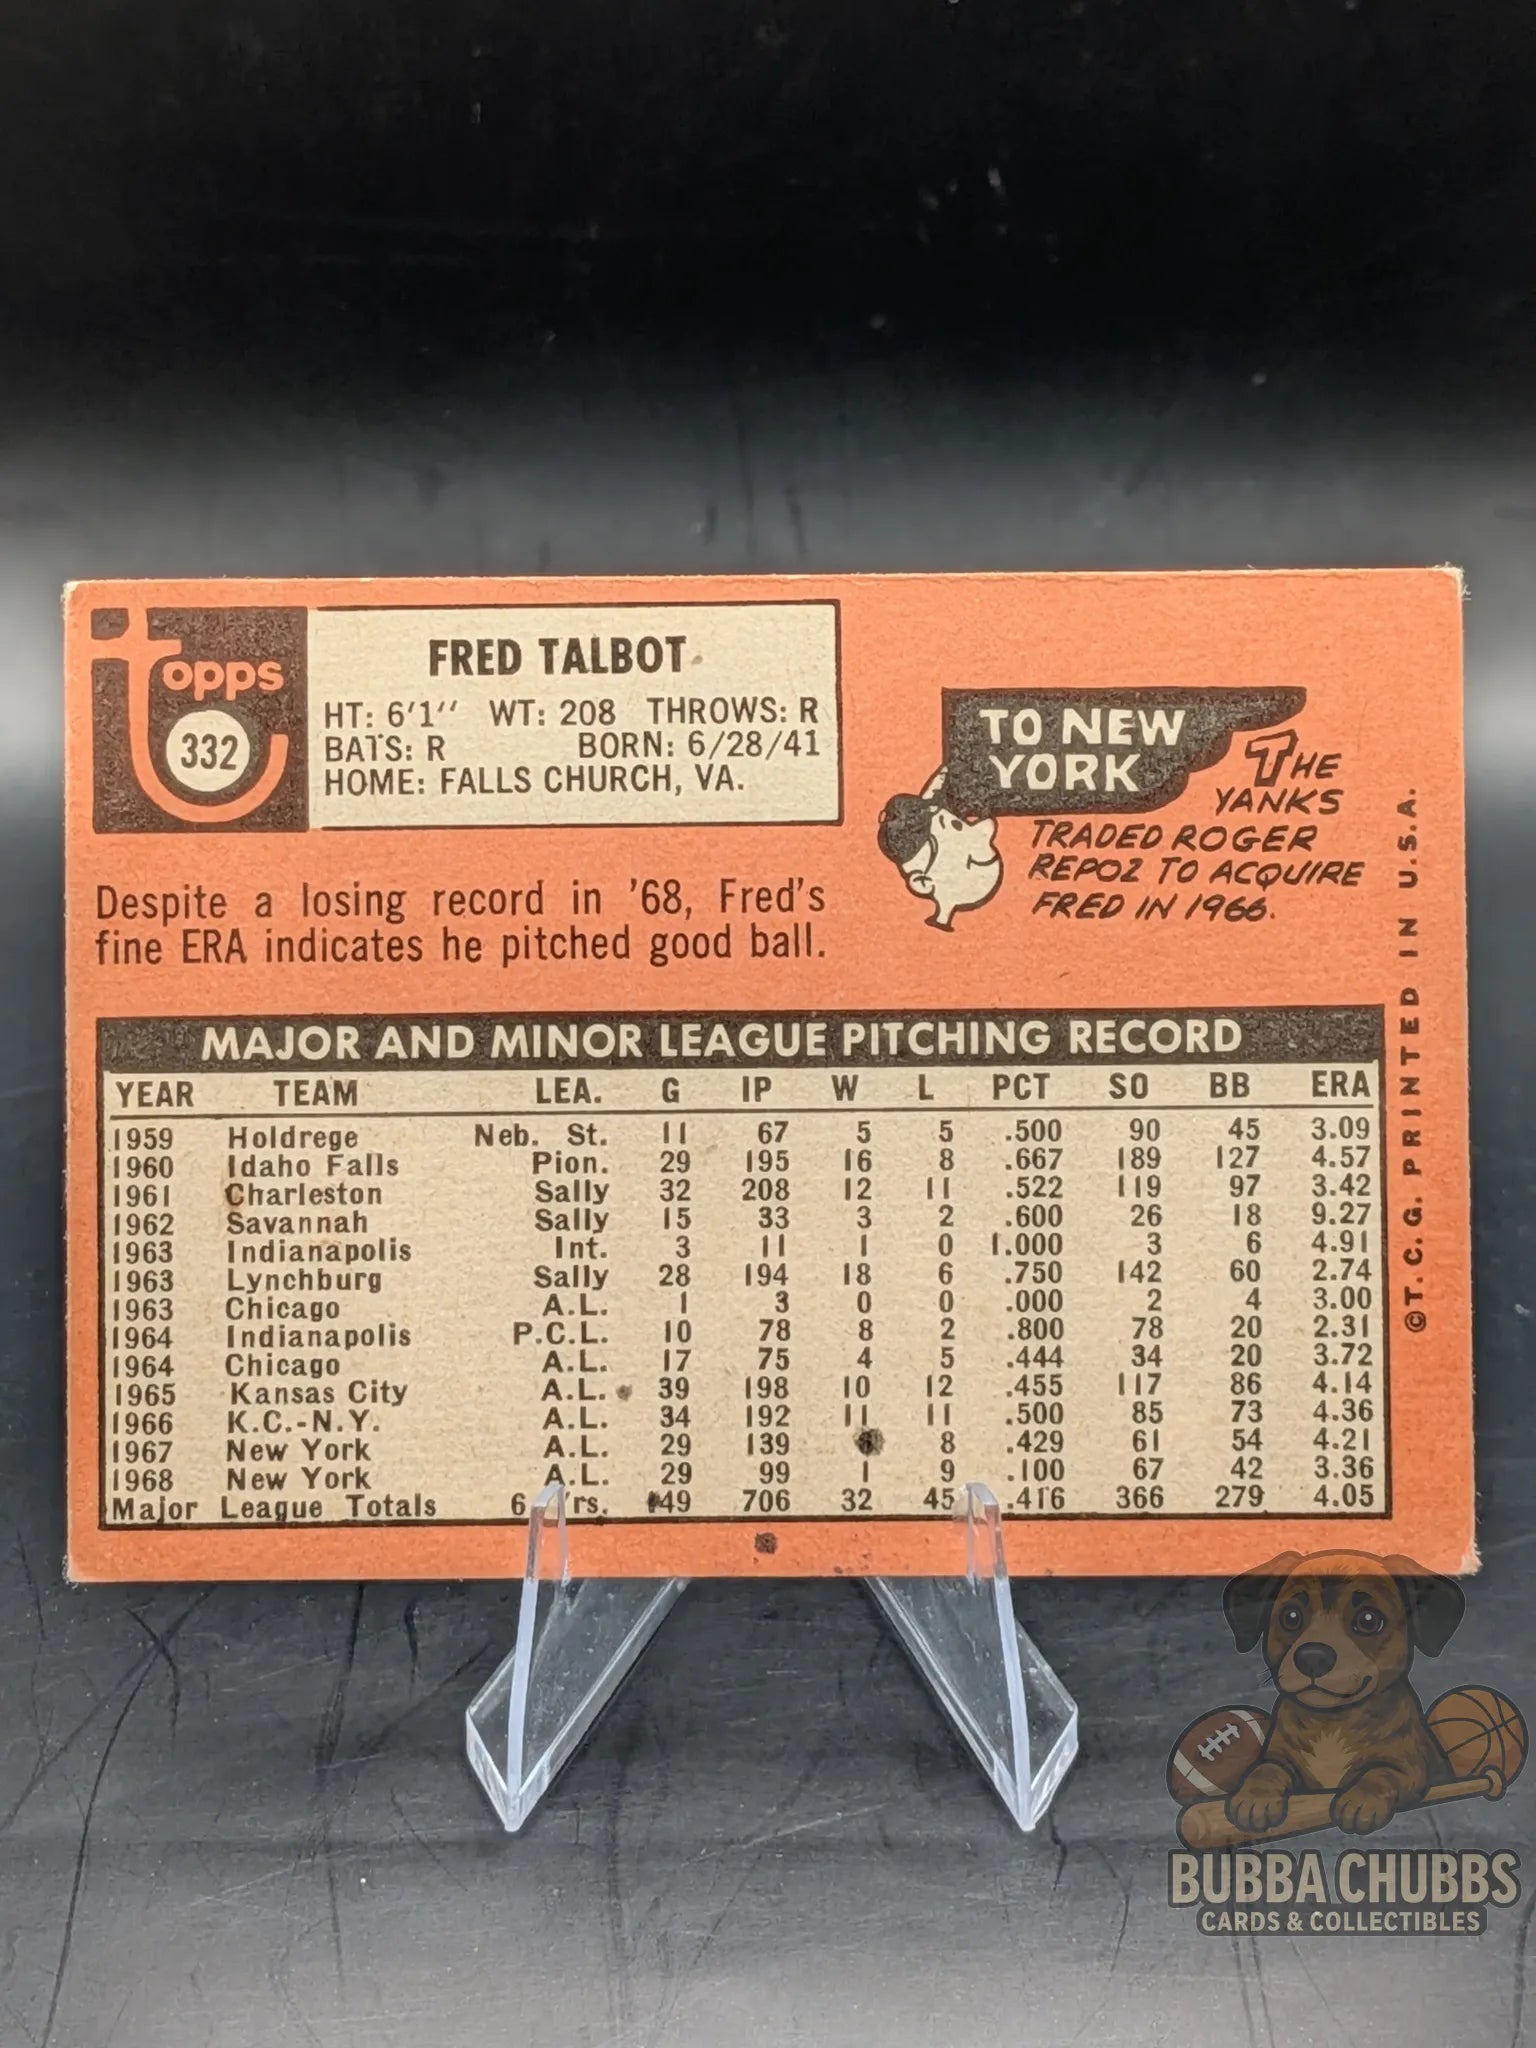 topps
332
FRED TALBOT
HT: 6'1" WT: 208 THROWS: R
BATS: R BORN: 6/28/41
HOME: FALLS CHURCH, VA.
TO NEW YORK
THE
YANKS
TRADED ROGER
REPOZ TO ACQUIRE
FRED IN 1966.
Despite a losing record in '68, Fred's
fine ERA indicates he pitched good ball.
MAJOR AND MINOR LEAGUE PITCHING RECORD
YEAR TEAM LEA. G IP W L PCT SO BB ERA
1959 Holdrege Neb. St. 11 67 5 5 .500 90 45 3.09
1960 Idaho Falls Pion. 29 195 16 8 .667 189 127 4.57
1961 Charleston Sally 32 208 12 11 .522 119 97 3.42
1962 Savannah Sally 15 33 3 2 .600 26 18 9.27
1963 Indianapolis Int. 3 11 1 0 1.000 3 6 4.91
1963 Lynchburg Sally 28 194 18 6 .750 142 60 2.74
1963 Chicago A.L. 1 3 0 0 .000 2 4 3.00
1964 Indianapolis P.C.L. 10 78 8 2 .800 78 20 2.31
1964 Chicago A.L. 17 75 4 5 .444 34 20 3.72
1965 Kansas City A.L. 39 198 10 12 .455 117 86 4.14
1966 K.C.-N.Y. A.L. 34 192 11 11 .500 85 73 4.36
1967 New York A.L. 29 139 8 .429 61 54 4.21
1968 New York A.L. 29 99 1 9 .100 67 42 3.36
Major League Totals 6 rs. 149 706 32 45 .416 366 279 4.05
©T. C. G. PRINTED IN U.S.A.
BUBBA CHUBBS
CARDS & COLLECTIBLES